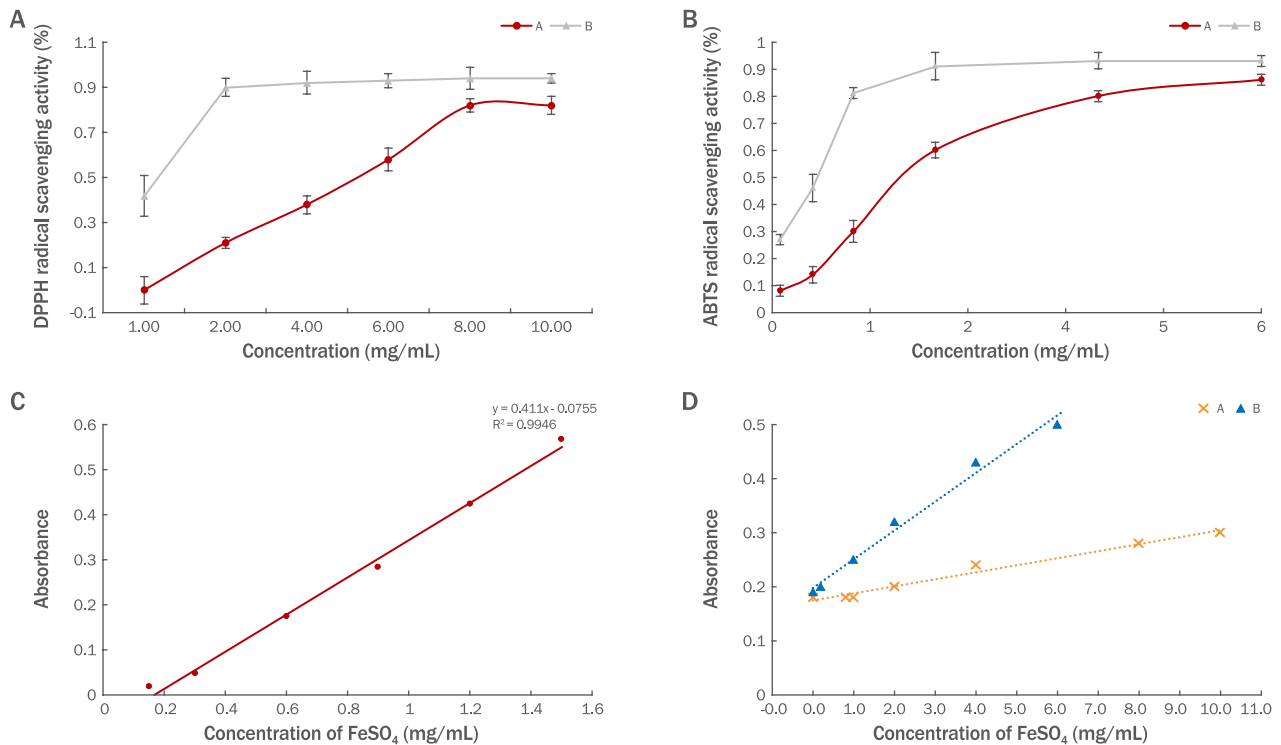 A
A B
DPPH radical scavenging activity (%)
1.1
0.9
0.7
0.5
0.3
0.1
-0.1
1.00 2.00 4.00 6.00 8.00 10.00
Concentration (mg/mL)
B
A B
ABTS radical scavenging activity (%)
1
0.9
0.8
0.7
0.6
0.5
0.4
0.3
0.2
0.1
0
0 1 2 4 5 6
Concentration (mg/mL)
C
y = 0.411x - 0.0755
R² = 0.9946
Absorbance
0.6
0.5
0.4
0.3
0.2
0.1
0
0 0.2 0.4 0.6 0.8 1 1.2 1.4 1.6
Concentration of FeSO₄ (mg/mL)
D
A B
Absorbance
0.5
0.4
0.3
0.2
0.1
0
-0.0 0.0 1.0 2.0 3.0 4.0 5.0 6.0 7.0 8.0 9.0 10.0 11.0
Concentration of FeSO₄ (mg/mL)